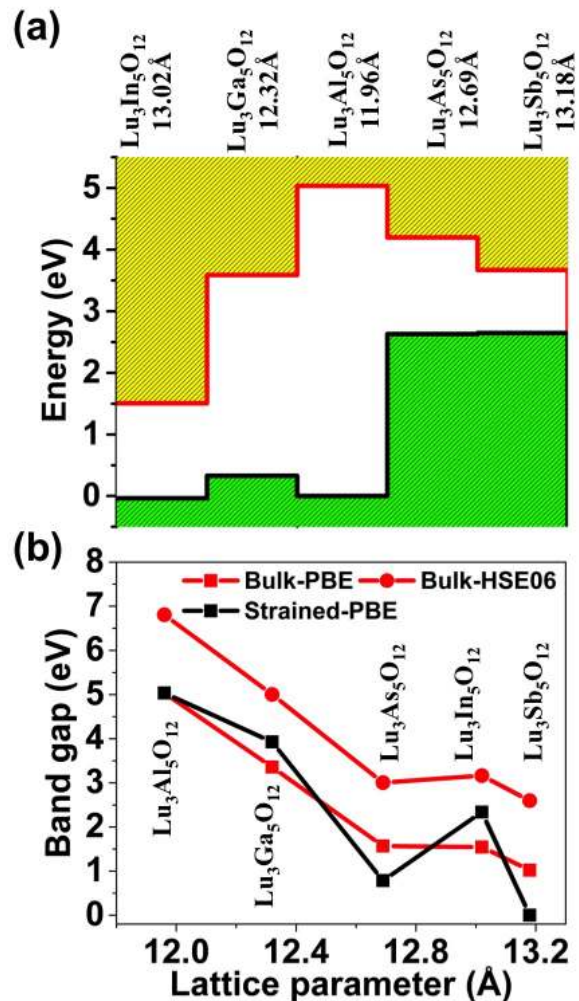 (a)
Lu₃In₅O₁₂
13.02Å
Lu₃Ga₅O₁₂
12.32Å
Lu₃Al₅O₁₂
11.96Å
Lu₃As₅O₁₂
12.69Å
Lu₃Sb₅O₁₂
13.18Å
5
4
3
2
1
0
Energy (eV)
(b)
8
7
6
5
4
3
2
1
0
Band gap (eV)
Bulk-PBE
Bulk-HSE06
Strained-PBE
Lu₃Al₅O₁₂
Lu₃Ga₅O₁₂
Lu₃As₅O₁₂
Lu₃In₅O₁₂
Lu₃Sb₅O₁₂
12.0 12.4 12.8 13.2
Lattice parameter (Å)